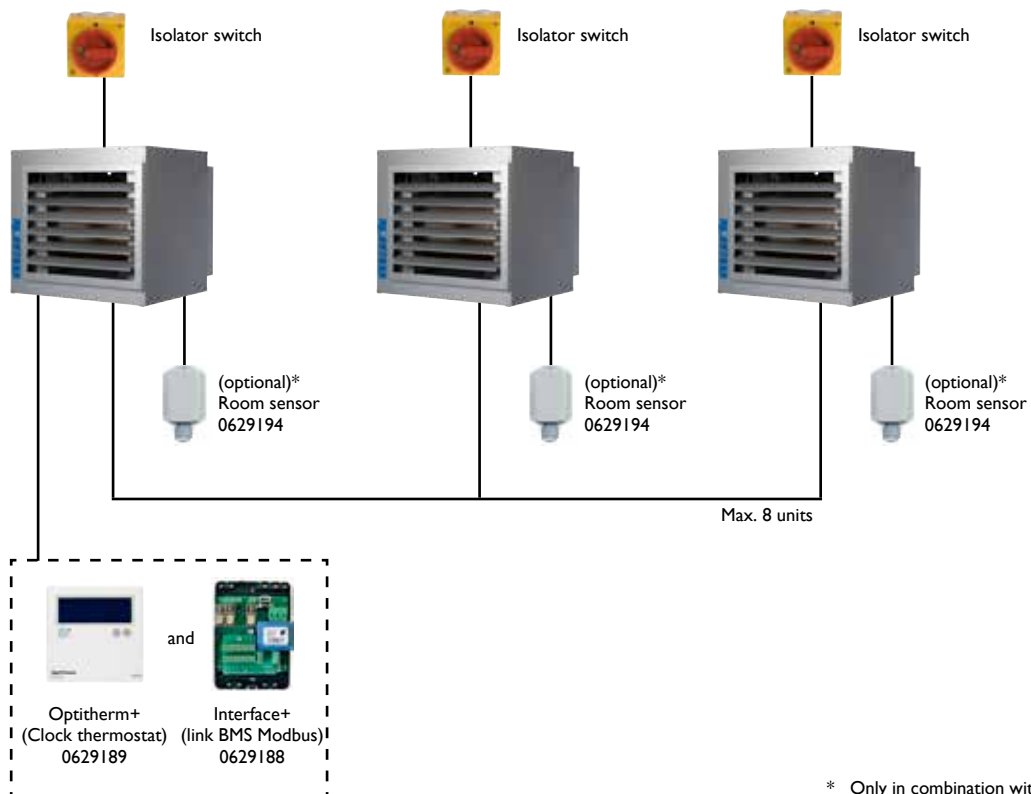 Isolator switch
Isolator switch
Isolator switch
(optional)*
Room sensor
0629194
(optional)*
Room sensor
0629194
(optional)*
Room sensor
0629194
Max. 8 units
and
Optitherm+
(Clock thermostat)
0629189
Interface+
(link BMS Modbus)
0629188
* Only in combination wit